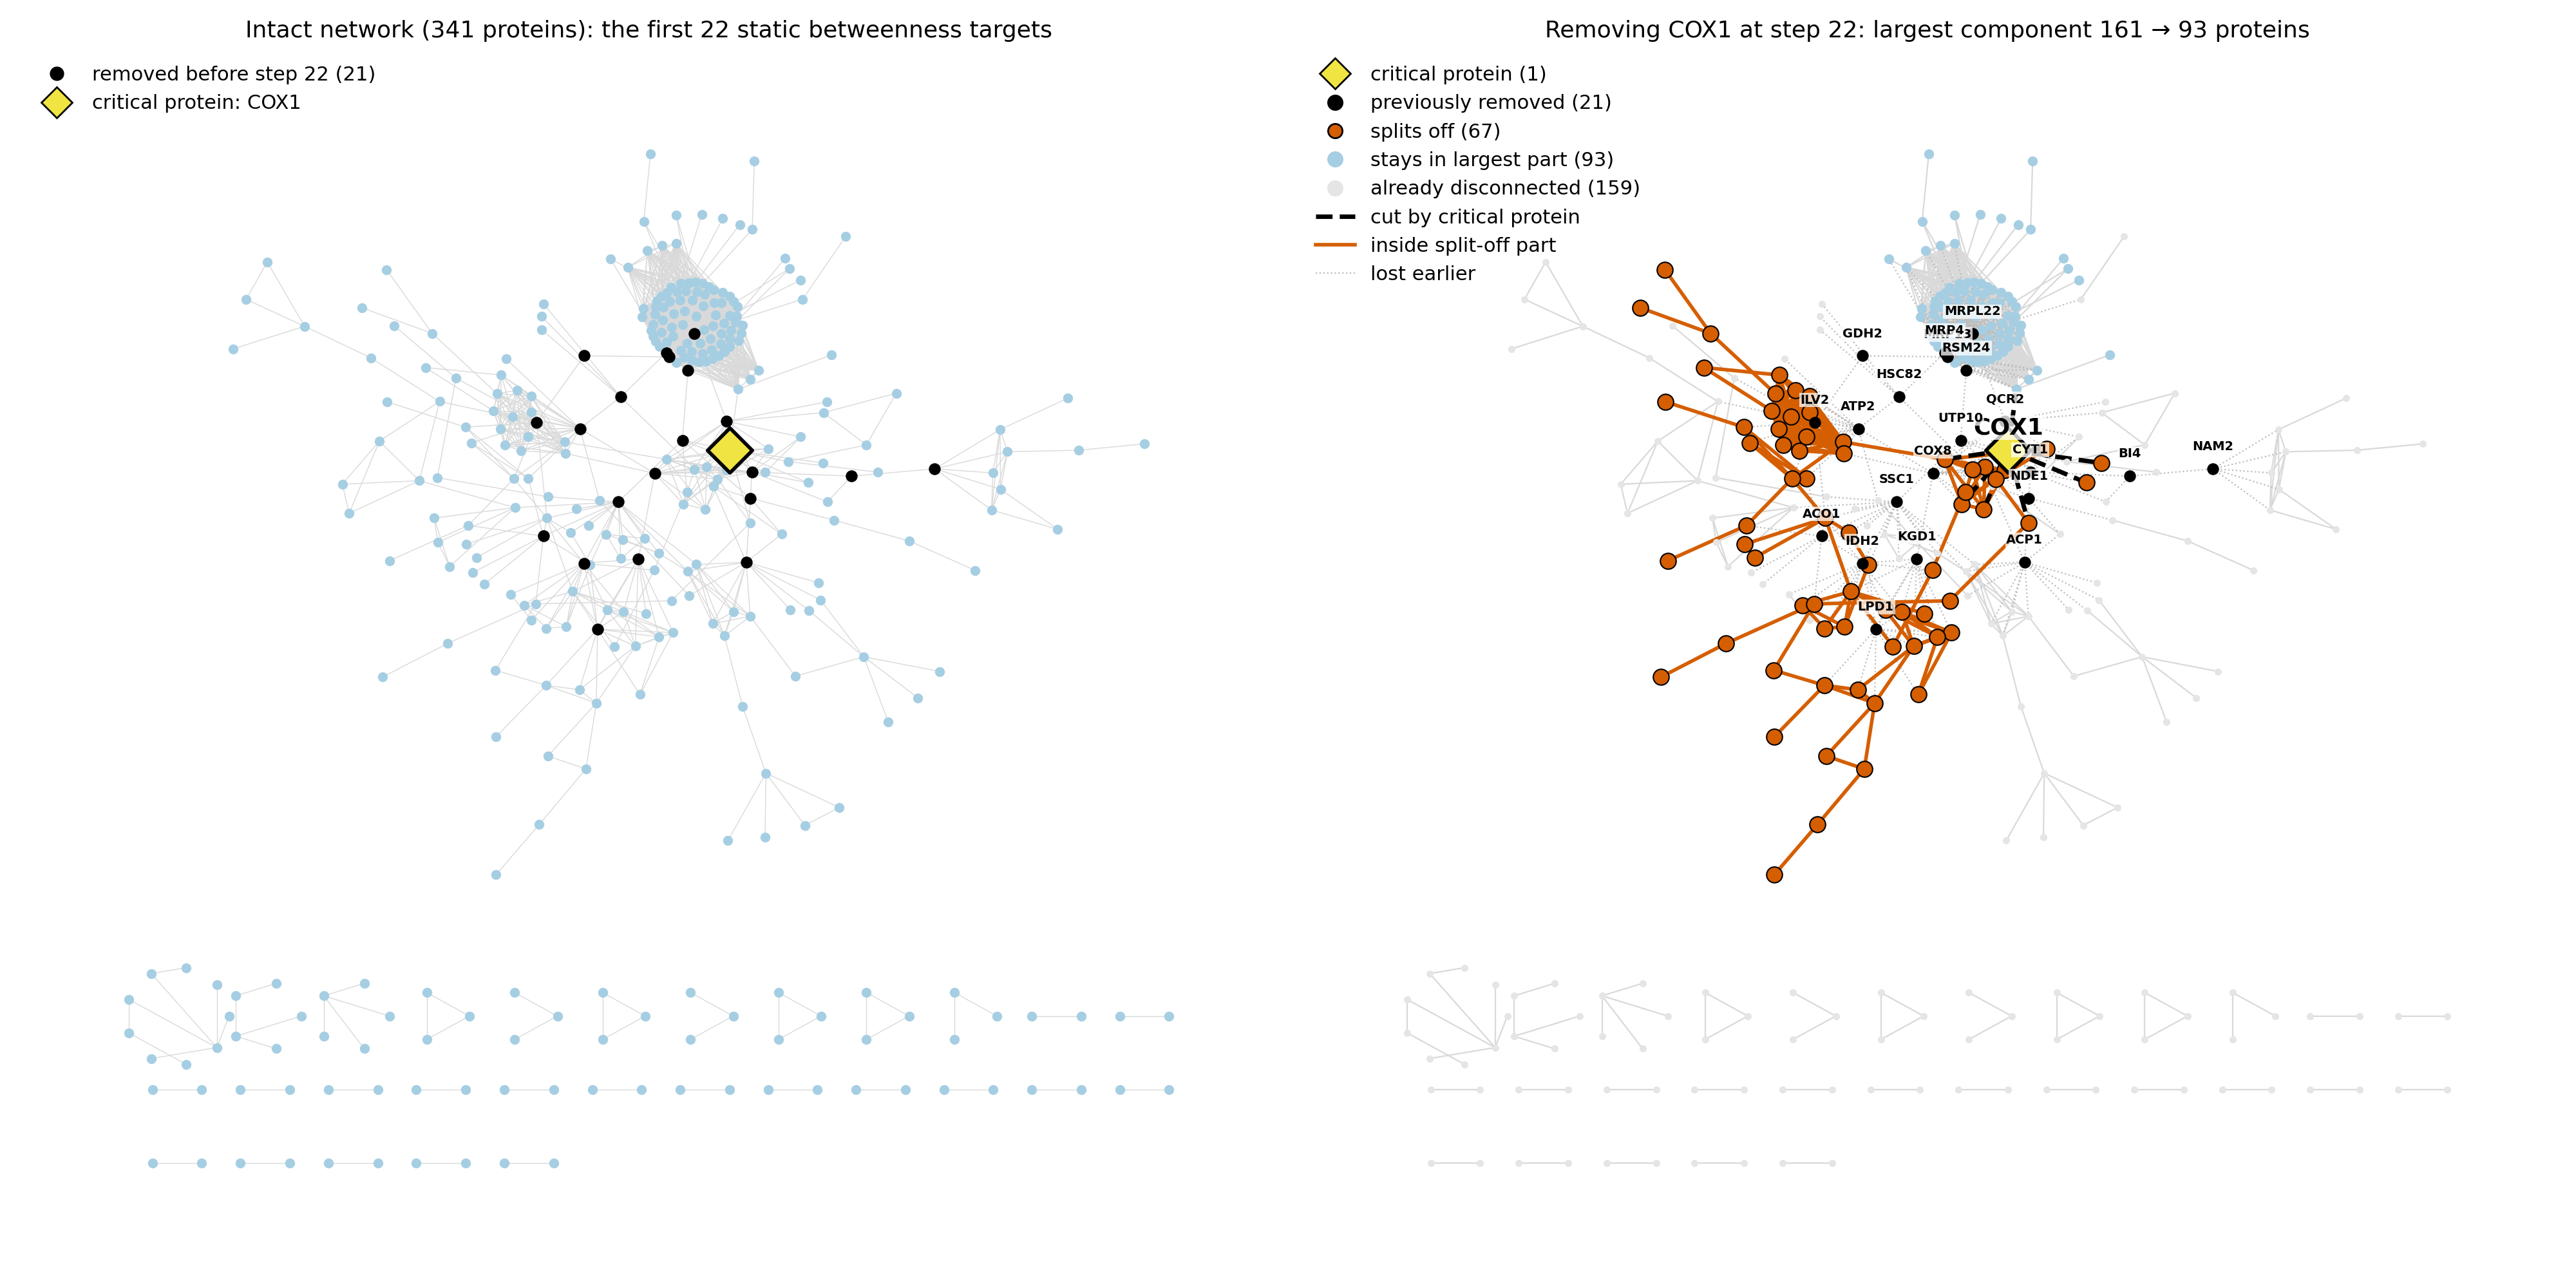 Intact network (341 proteins): the first 22 static betweenness targets
removed before step 22 (21)
critical protein: COX1
Removing COX1 at step 22: largest component 161 → 93 proteins
critical protein (1)
previously removed (21)
splits off (67)
stays in largest part (93)
already disconnected (159)
cut by critical protein
inside split-off part
lost earlier
MRPL22
MRP4
GDH2
RSM24
HSC82
QCR2
ILV2
ATP2
UTP10
COX1
COX8
CYT1
BI4
NAM2
SSC1
NDE1
ACO1
IDH2
KGD1
ACP1
LPD1